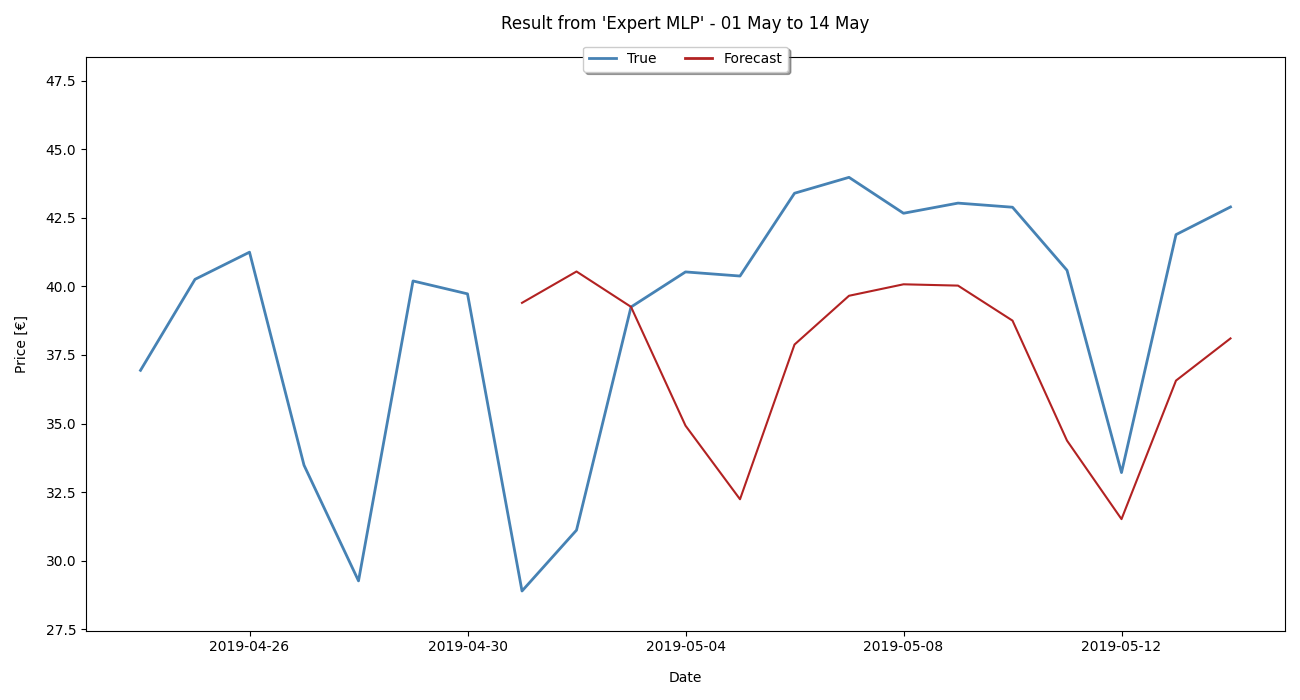 Result from 'Expert MLP' - 01 May to 14 May
True Forecast
47.5
45.0
42.5
40.0
37.5
35.0
32.5
30.0
27.5
Price [€]
2019-04-26 2019-04-30 2019-05-04 2019-05-08 2019-05-12
Date